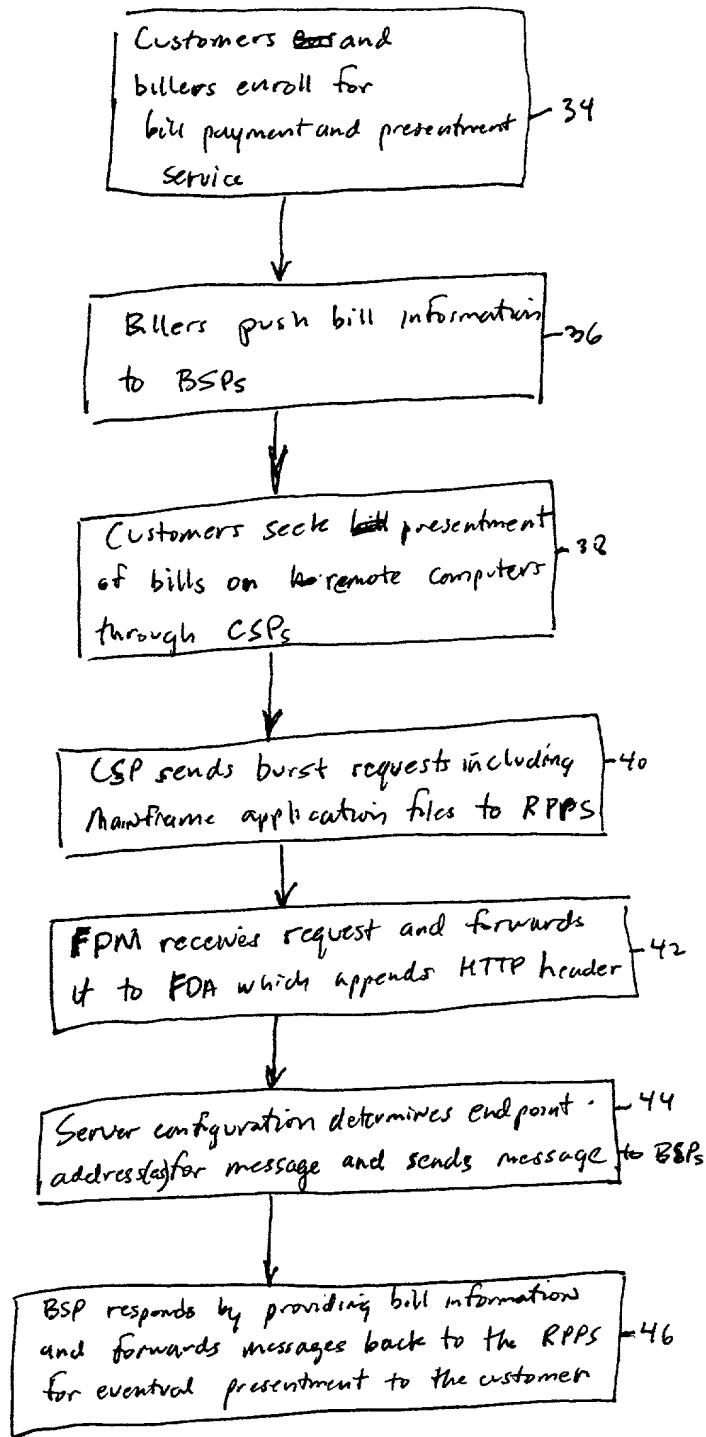 Customers and
billers enroll for
bill payment and presentment
service
34
Billers push bill information
to BSPs
36
Customers seek presentment
of bills on remote computers
through CSPs
38
CSP sends burst requests including
Mainframe application files to RPPS
40
FPM receives request and forwards
it to FDA which appends HTTP header
42
Server configuration determines endpoint
address(es) for message and sends message to BSPs
44
BSP responds by providing bill information
and forwards messages back to the RPPS
for eventual presentment to the customer
46